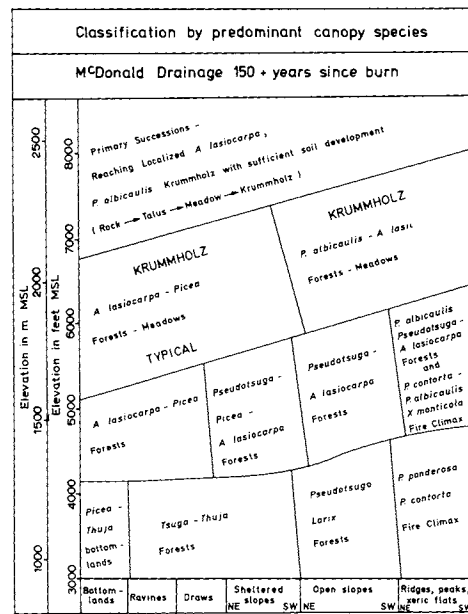 Classification by predominant canopy species
McDonald Drainage 150 + years since burn
Elevation in m. MSL
Elevation in feet MSL
2500
2000
1500
1000
8000
7000
6000
5000
4000
3000
Primary Successions -
Reaching Localized A lasiocarpa,
P. albicaulis Krummholz with sufficient soil development
( Rock → Talus → Meadow → Krummholz )
KRUMMHOLZ
A lasiocarpa - Picea
Forests - Meadows
TYPICAL
KRUMMHOLZ
P. albicaulis - A lasii
Forests - Meadows
A lasiocarpa - Picea
Forests
Pseudotsuga -
Picea -
A lasiocarpa
Forests
Pseudotsuga -
A lasiocarpa
Forests
P. albicaulis
Pseudotsuga -
A lasiocarpa
Forests
and
P. contorta -
P. albicaulis
X monticola
Fire Climax
Picea -
Thuja
bottom-
lands
Tsuga - Thuja
Forests
Pseudotsuga
Larix
Forests
P. ponderosa
P. contorta
Fire Climax
Bottom-
lands
Ravines
Draws
Sheltered
slopes
NE SW
Open slopes
NE SW
Ridges, peaks,
xeric flats
NE SW